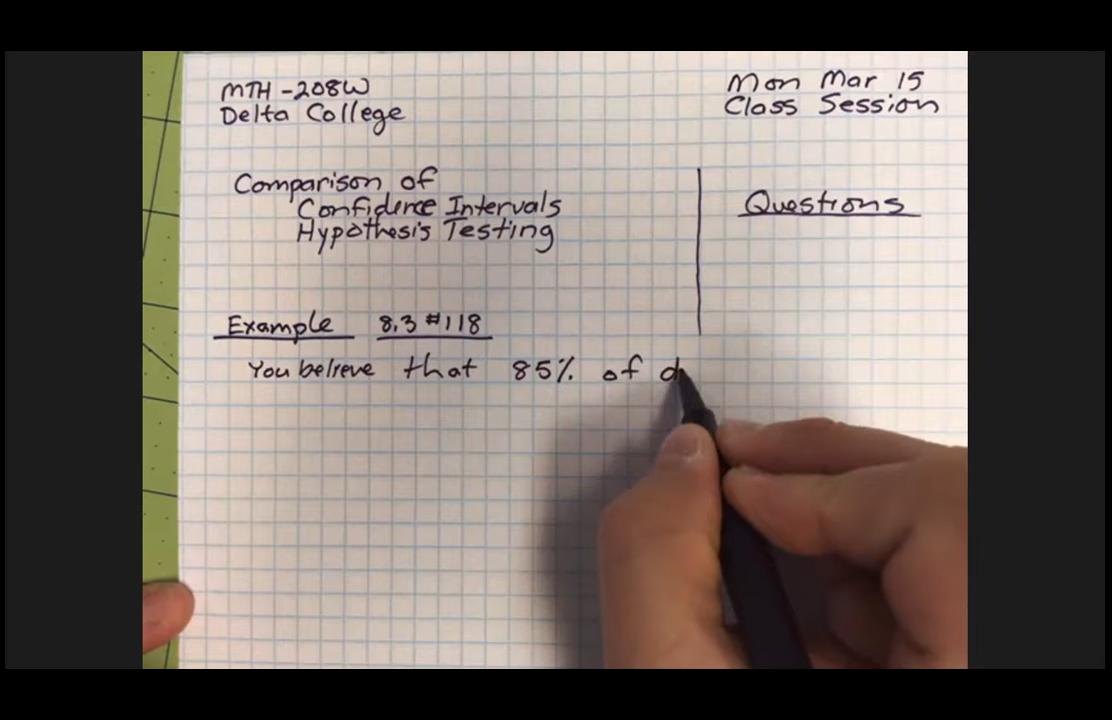 MTH-208W
Delta College
Mon Mar 15
Class Session
Comparison of
Confidence Intervals
Hypothesis Testing
Questions
Example 8.3 #118
You believe that 85% of d